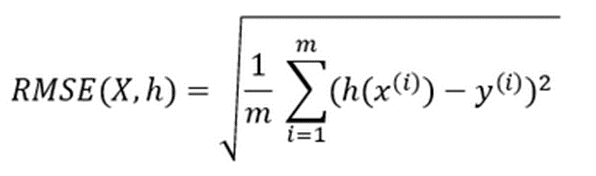 RMSE(X, h) = √(1/m ∑_{i=1}^{m} (h(x^{(i)}) − y^{(i)})²)